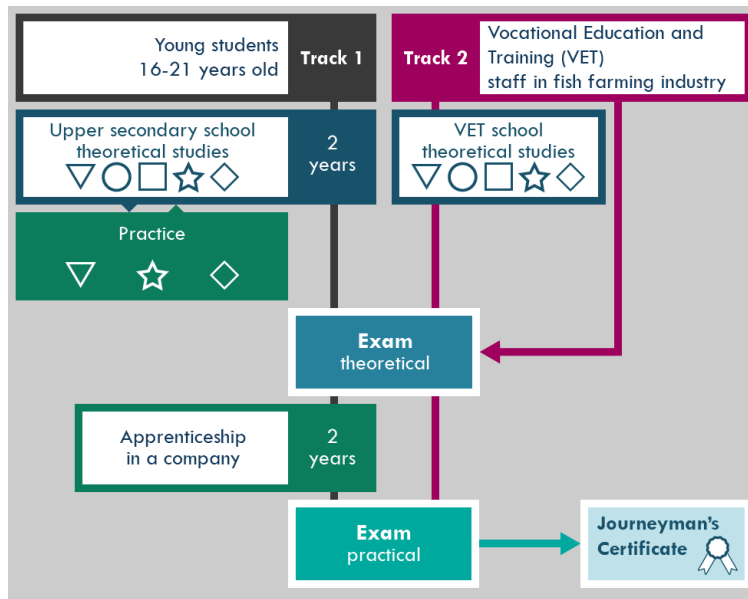 Young students
16-21 years old
Track 1
Track 2
Vocational Education and
Training (VET)
staff in fish farming industry
Upper secondary school
theoretical studies
2
years
VET school
theoretical studies
Practice
Exam
theoretical
Apprenticeship
in a company
2
years
Exam
practical
Journeyman's
Certificate